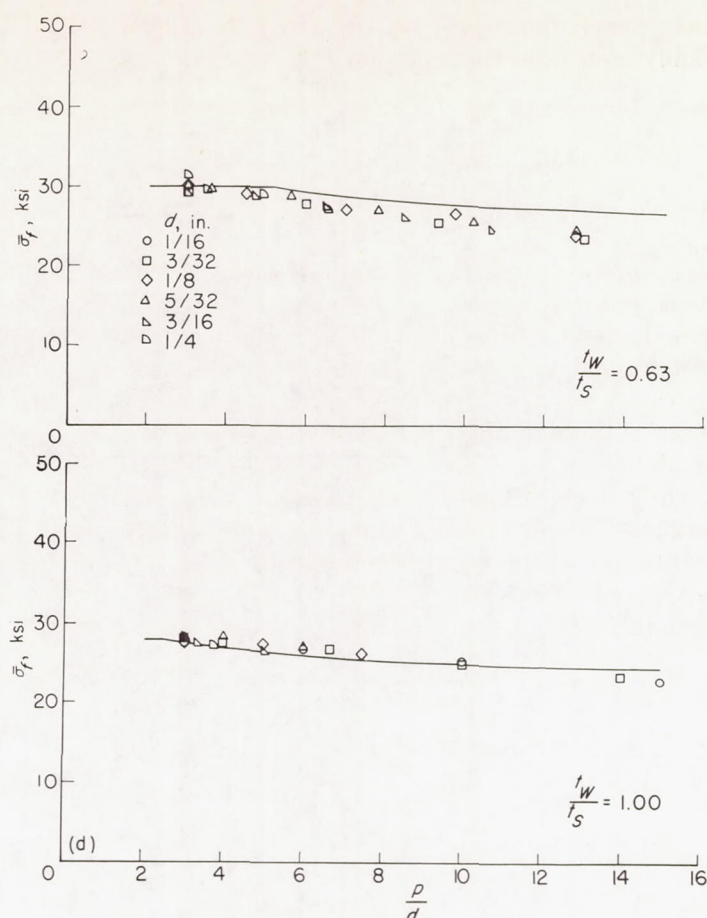 50
40
30
20
10
0
σ̄f, ksi
d, in.
○ 1/16
□ 3/32
◇ 1/8
△ 5/32
◺ 3/16
D 1/4
tW/tS = 0.63
50
40
30
20
10
0
σ̄f, ksi
tW/tS = 1.00
(d)
2 4 6 8 10 12 14 16
p/d